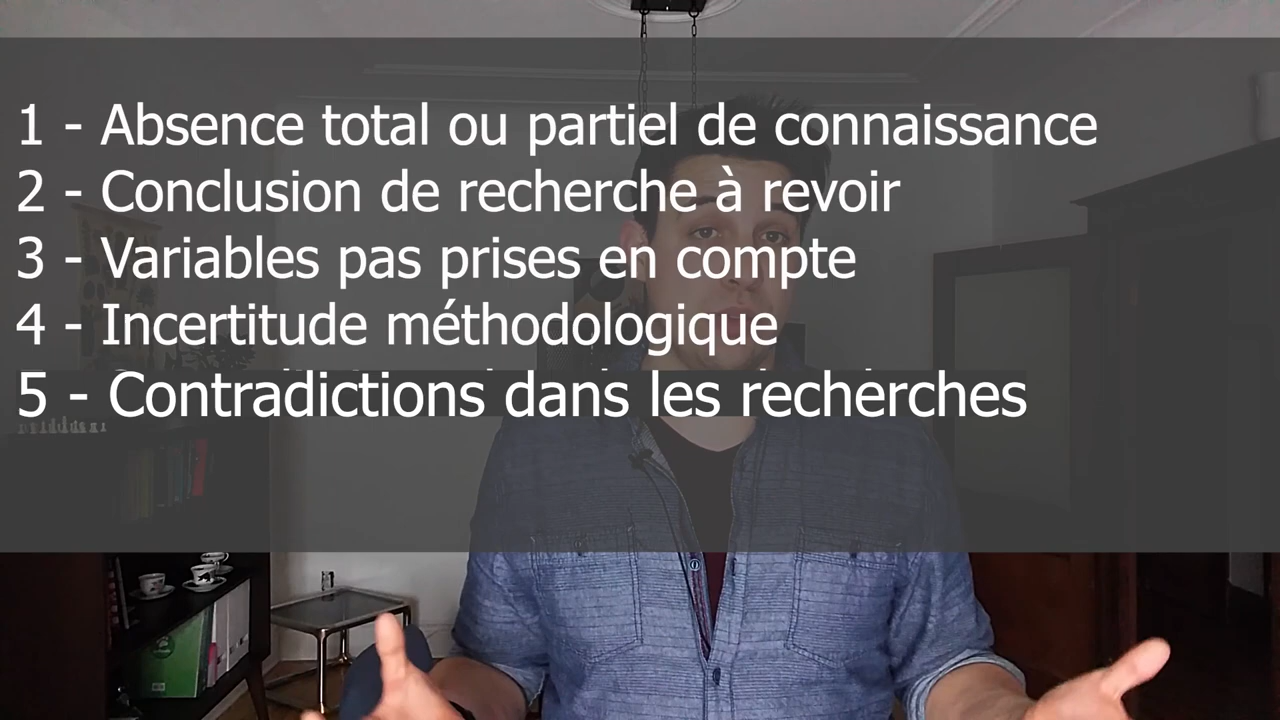 1 - Absence total ou partiel de connaissance
2 - Conclusion de recherche à revoir
3 - Variables pas prises en compte
4 - Incertitude méthodologique
5 - Contradictions dans les recherches